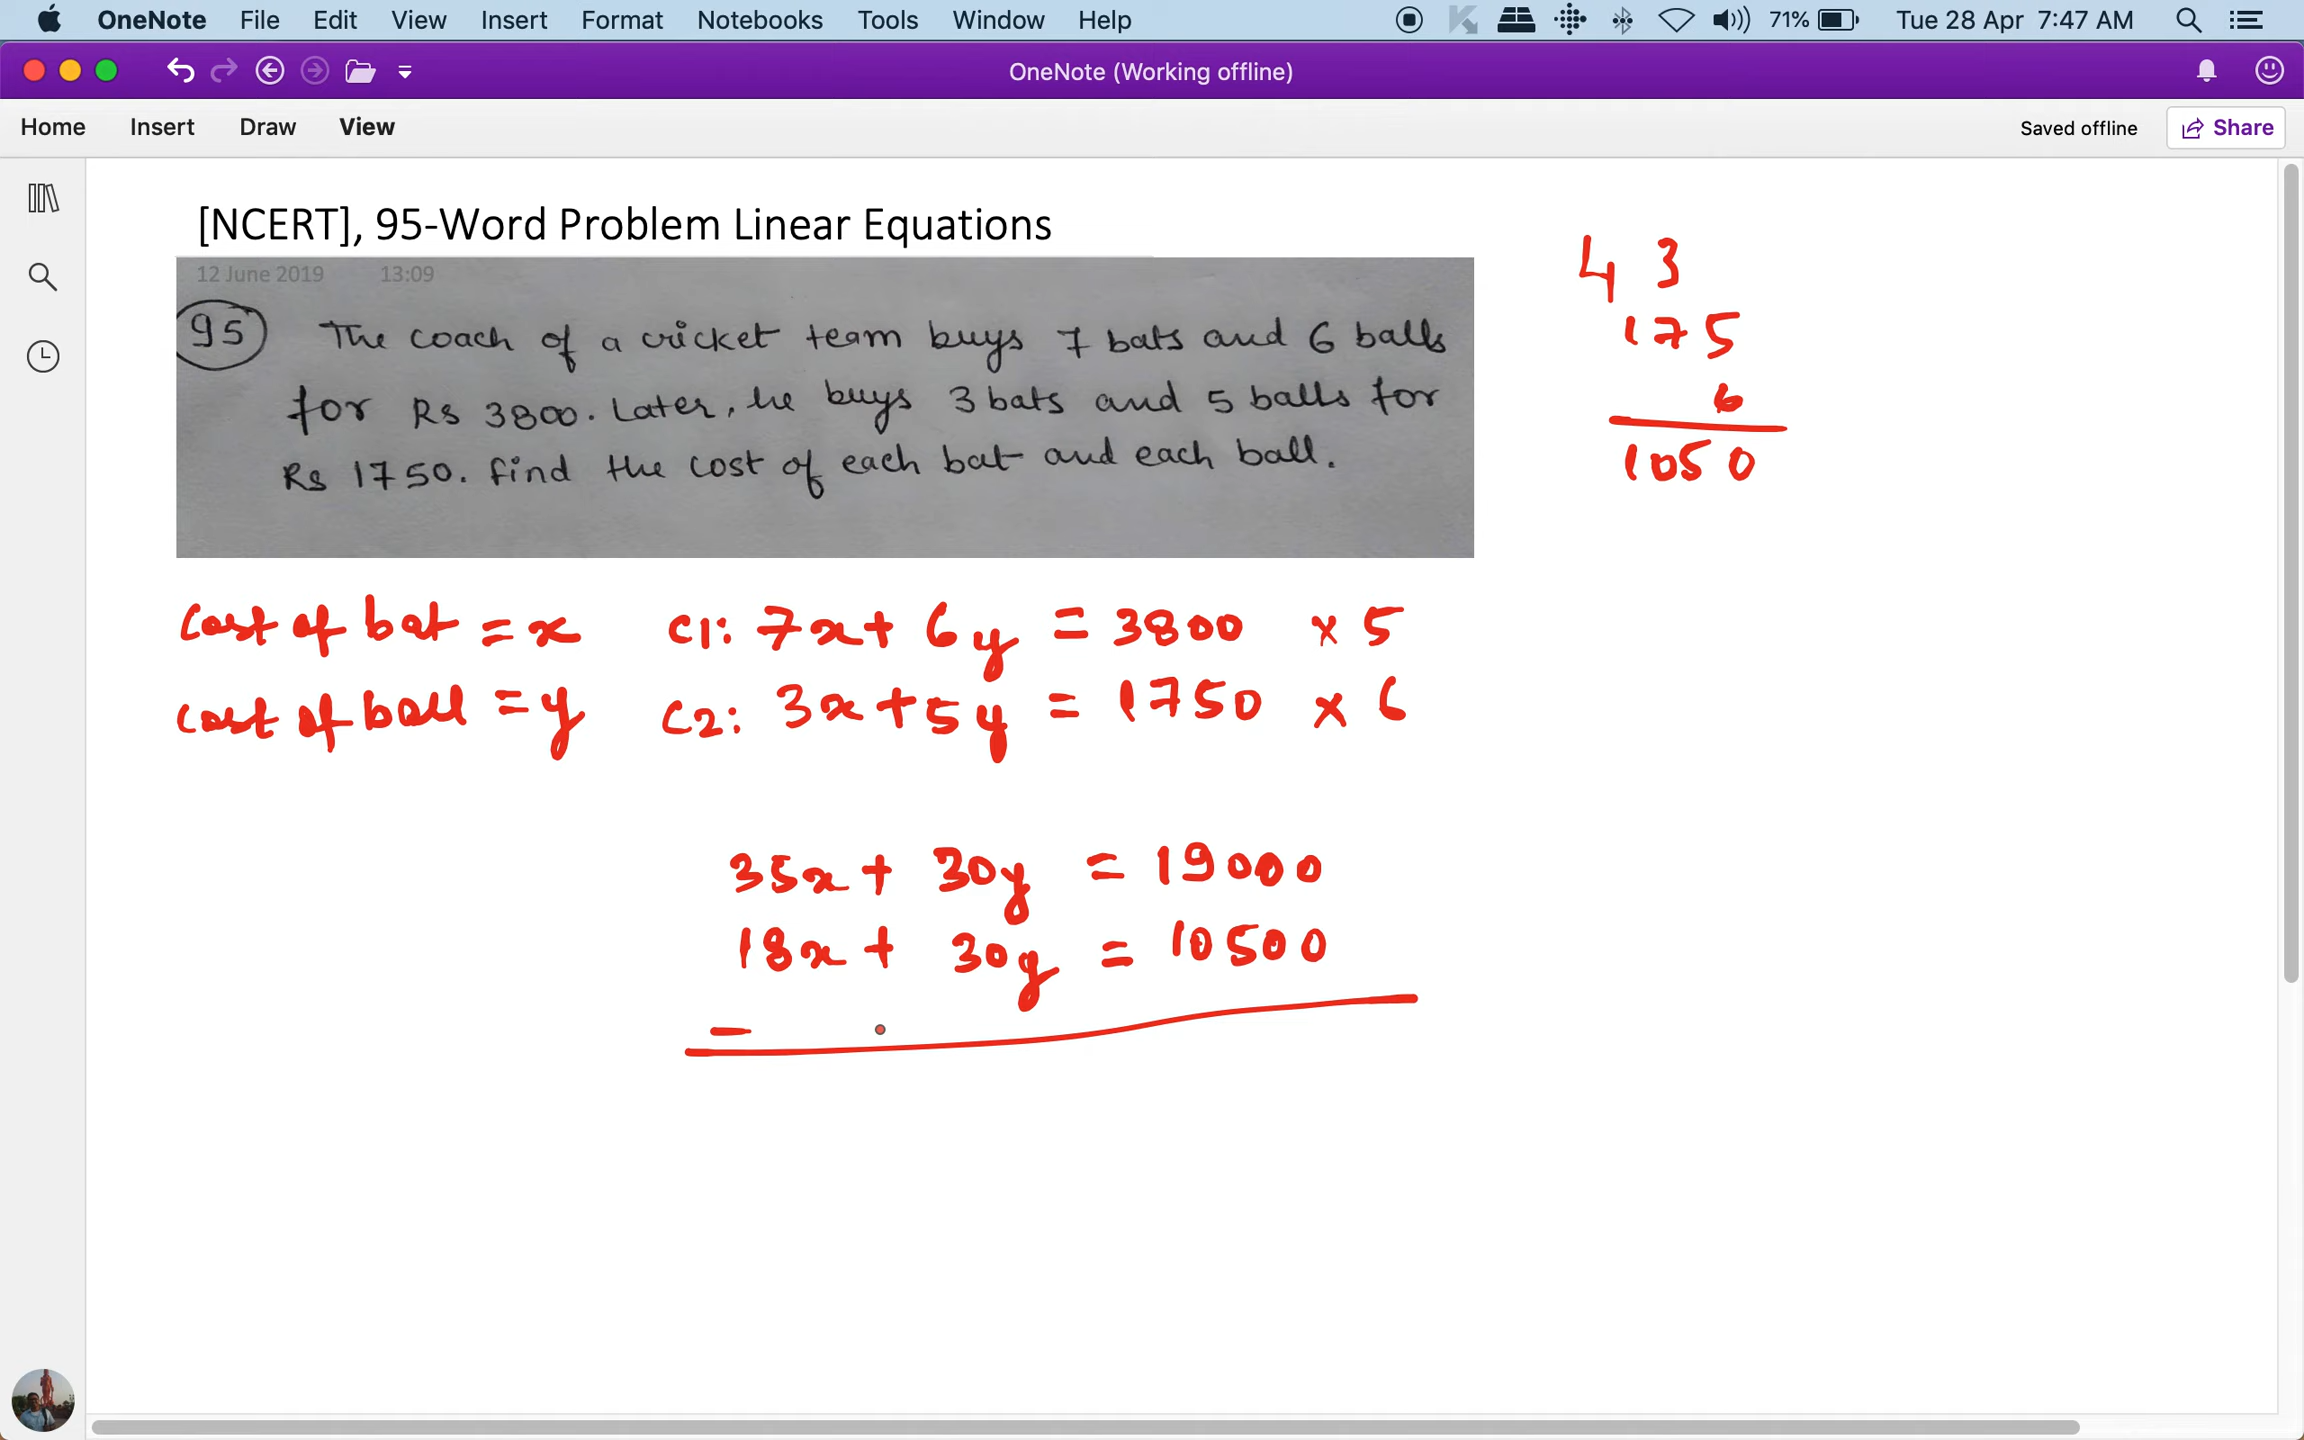 OneNote File Edit View Insert Format Notebooks Tools Window Help 71% Tue 28 Apr 7:47 AM
OneNote (Working offline)
Home Insert Draw View Saved offline Share
[NCERT], 95-Word Problem Linear Equations
12 June 2019 13:09
95 The coach of a cricket team buys 7 bats and 6 balls
for Rs 3800. Later, he buys 3 bats and 5 balls for
Rs 1750. Find the cost of each bat and each ball.
4 3
175
6
1050
cost of bat = x C1: 7x + 6y = 3800 × 5
cost of ball = y C2: 3x + 5y = 1750 × 6
35x + 30y = 19000
18x + 30y = 10500
−